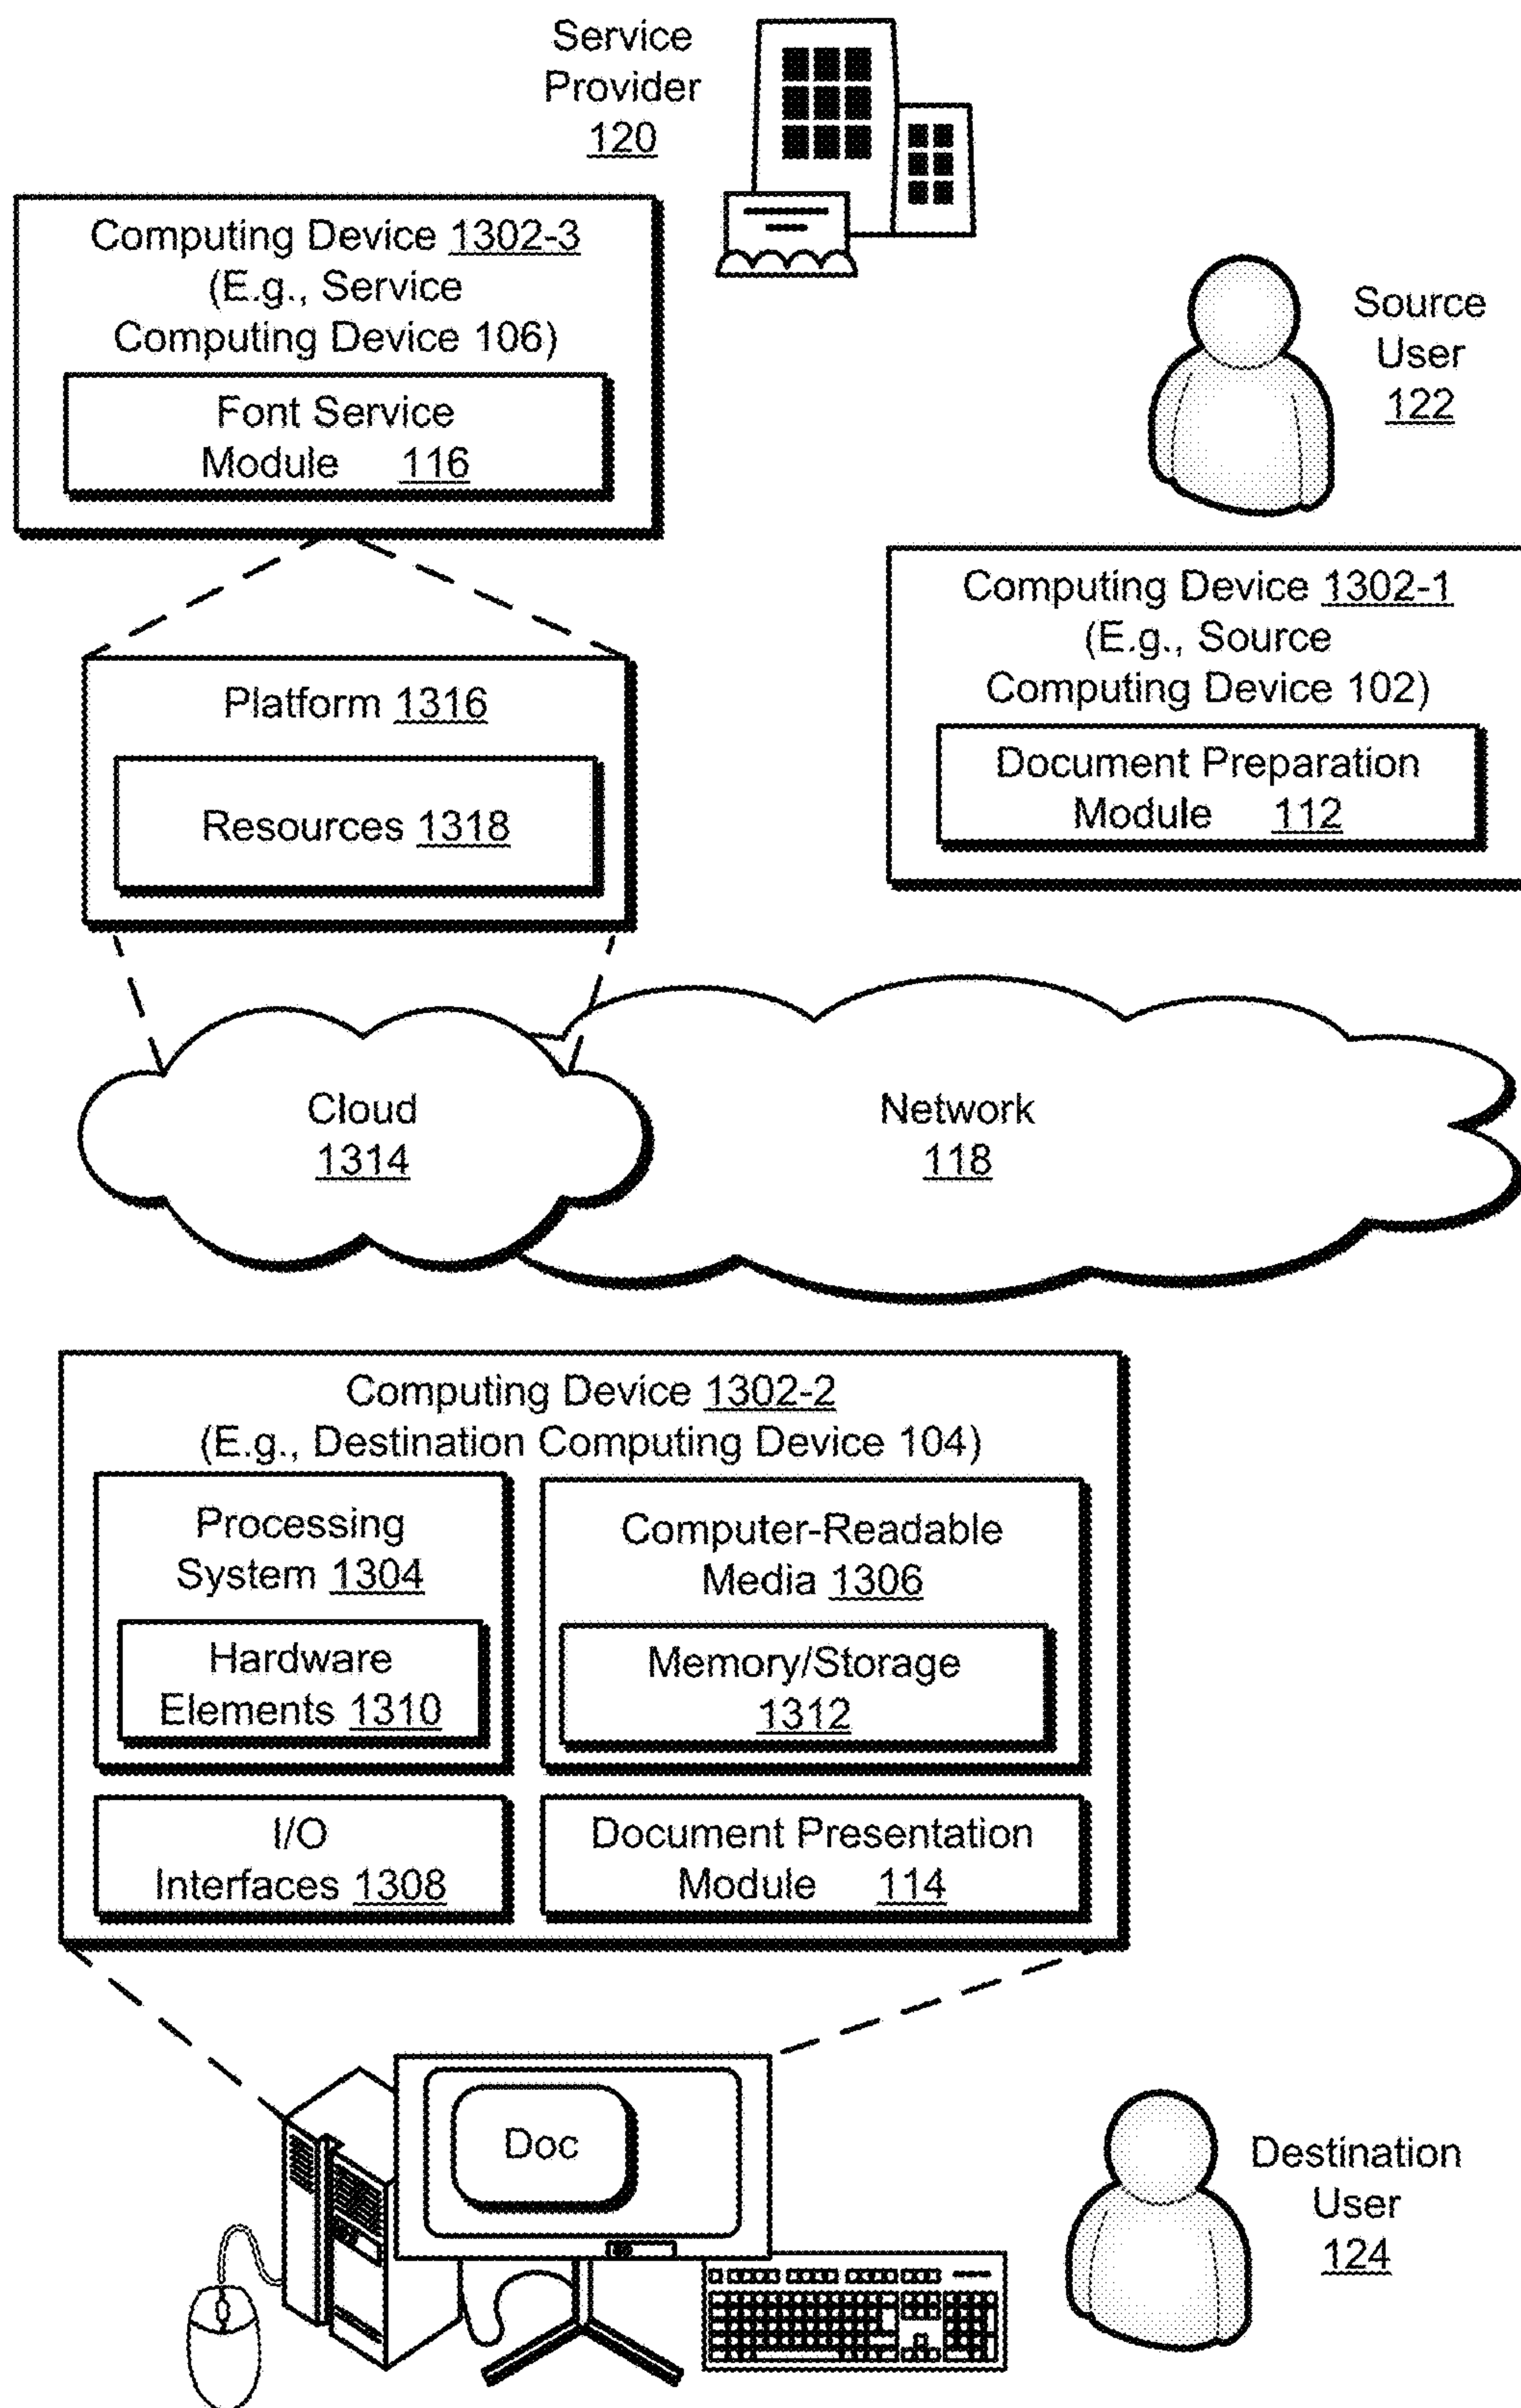 Service
Provider
120
Computing Device 1302-3
(E.g., Service
Computing Device 106)
Font Service
Module 116
Source
User
122
Computing Device 1302-1
(E.g., Source
Computing Device 102)
Document Preparation
Module 112
Platform 1316
Resources 1318
Cloud
1314
Network
118
Computing Device 1302-2
(E.g., Destination Computing Device 104)
Processing
System 1304
Hardware
Elements 1310
Computer-Readable
Media 1306
Memory/Storage
1312
I/O
Interfaces 1308
Document Presentation
Module 114
Doc
Destination
User
124